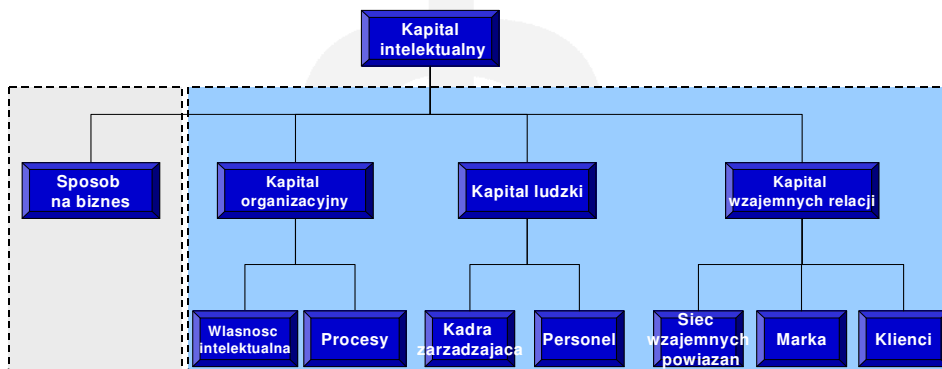 Kapital
intelektualny
Sposob
na biznes
Kapital
organizacyjny
Kapital ludzki
Kapital
wzajemnych relacji
Wlasnosc
intelektualna
Procesy
Kadra
zarzadzajaca
Personel
Siec
wzajemnych
powiazan
Marka
Klienci